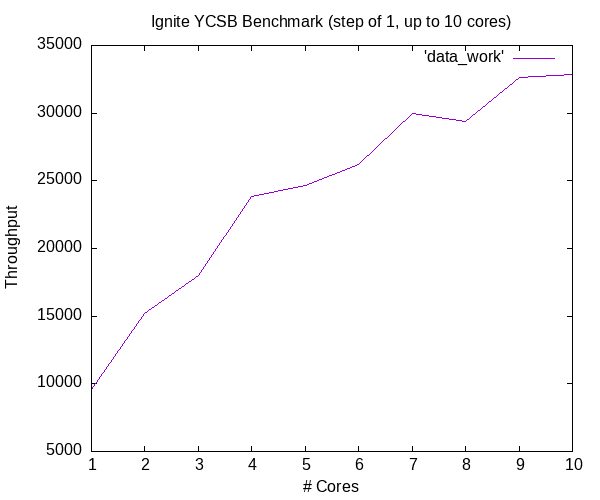 Ignite YCSB Benchmark (step of 1, up to 10 cores)
35000
'data_work'
30000
25000
20000
Throughput
15000
10000
5000
1 2 3 4 5 6 7 8 9 10
# Cores